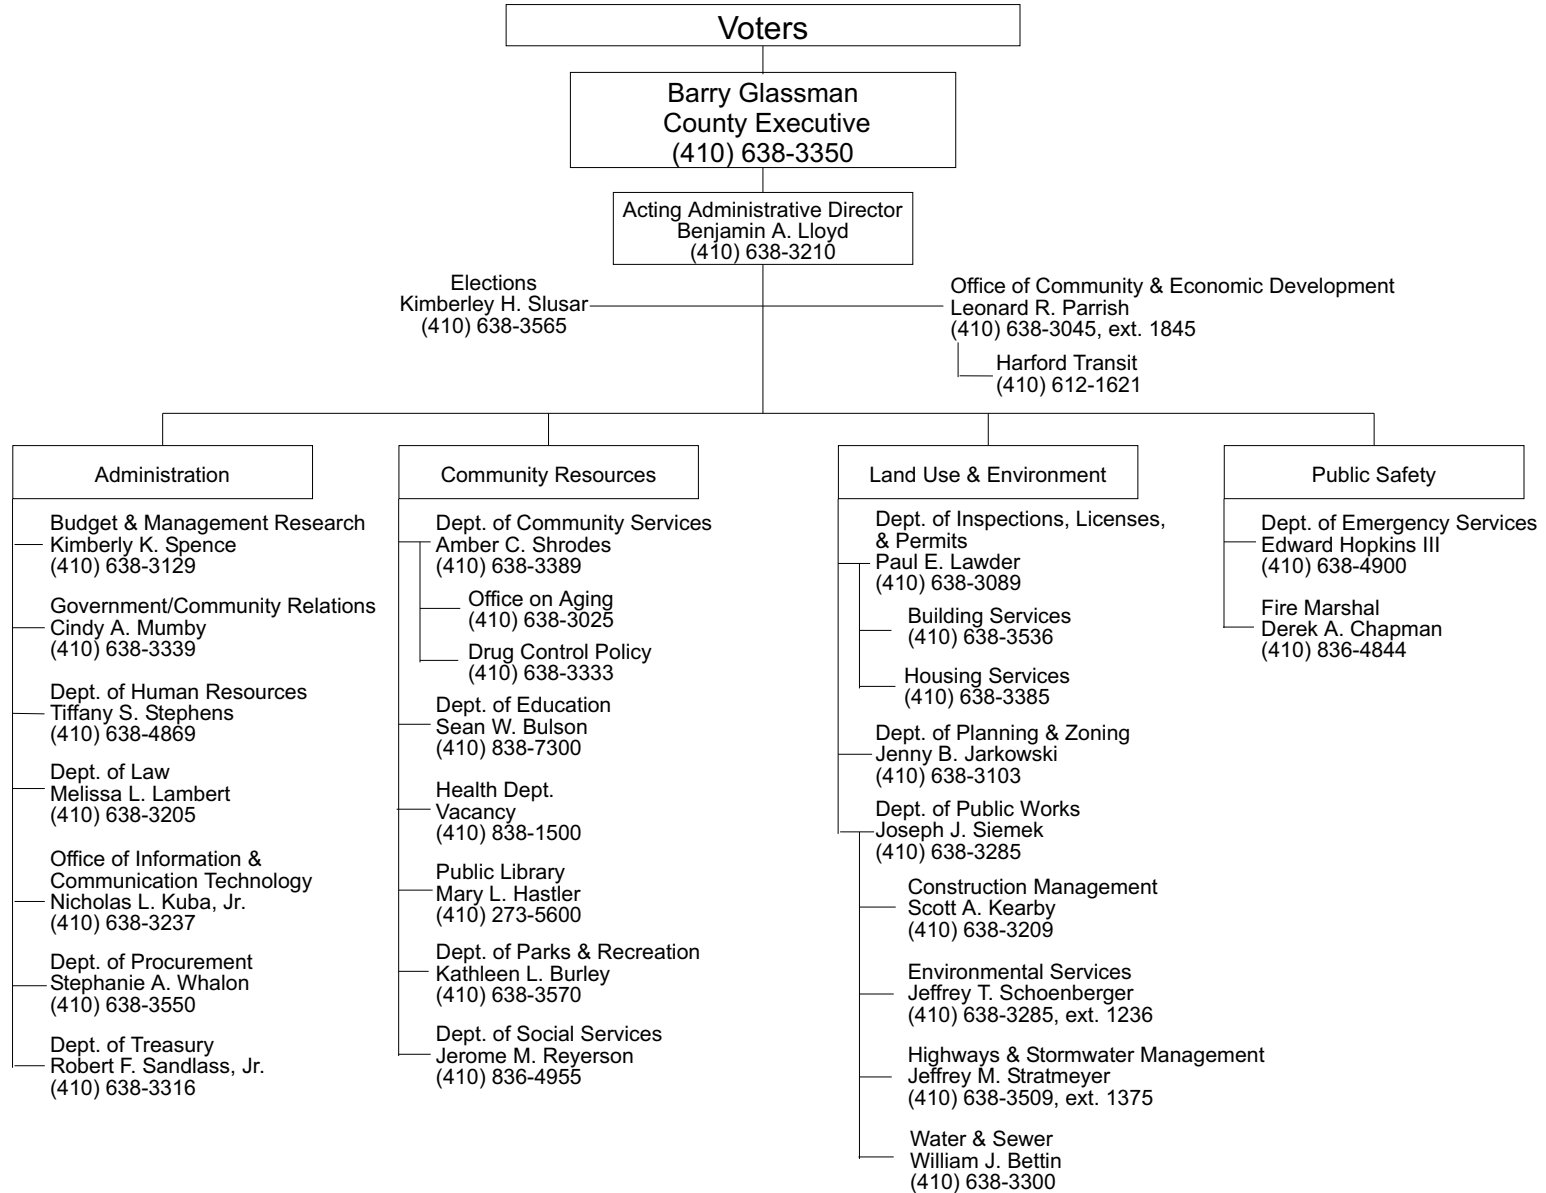 Voters
Barry Glassman
County Executive
(410) 638-3350
Acting Administrative Director
Benjamin A. Lloyd
(410) 638-3210
Elections
Kimberley H. Slusar
(410) 638-3565
Office of Community & Economic Development
Leonard R. Parrish
(410) 638-3045, ext. 1845
Harford Transit
(410) 612-1621
Administration
Budget & Management Research
Kimberly K. Spence
(410) 638-3129
Government/Community Relations
Cindy A. Mumby
(410) 638-3339
Dept. of Human Resources
Tiffany S. Stephens
(410) 638-4869
Dept. of Law
Melissa L. Lambert
(410) 638-3205
Office of Information &
Communication Technology
Nicholas L. Kuba, Jr.
(410) 638-3237
Dept. of Procurement
Stephanie A. Whalon
(410) 638-3550
Dept. of Treasury
Robert F. Sandlass, Jr.
(410) 638-3316
Community Resources
Dept. of Community Services
Amber C. Shrodes
(410) 638-3389
Office on Aging
(410) 638-3025
Drug Control Policy
(410) 638-3333
Dept. of Education
Sean W. Bulson
(410) 838-7300
Health Dept.
Vacancy
(410) 838-1500
Public Library
Mary L. Hastler
(410) 273-5600
Dept. of Parks & Recreation
Kathleen L. Burley
(410) 638-3570
Dept. of Social Services
Jerome M. Reyerson
(410) 836-4955
Land Use & Environment
Dept. of Inspections, Licenses,
& Permits
Paul E. Lawder
(410) 638-3089
Building Services
(410) 638-3536
Housing Services
(410) 638-3385
Dept. of Planning & Zoning
Jenny B. Jarkowski
(410) 638-3103
Dept. of Public Works
Joseph J. Siemek
(410) 638-3285
Construction Management
Scott A. Kearby
(410) 638-3209
Environmental Services
Jeffrey T. Schoenberger
(410) 638-3285, ext. 1236
Highways & Stormwater Management
Jeffrey M. Stratmeyer
(410) 638-3509, ext. 1375
Water & Sewer
William J. Bettin
(410) 638-3300
Public Safety
Dept. of Emergency Services
Edward Hopkins III
(410) 638-4900
Fire Marshal
Derek A. Chapman
(410) 836-4844